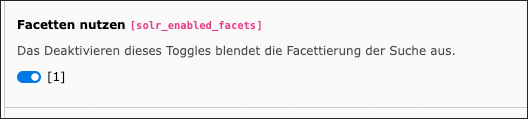 Facetten nutzen [solr_enabled_facets]
Das Deaktivieren dieses Toggles blendet die Facettierung der Suche aus.
[1]